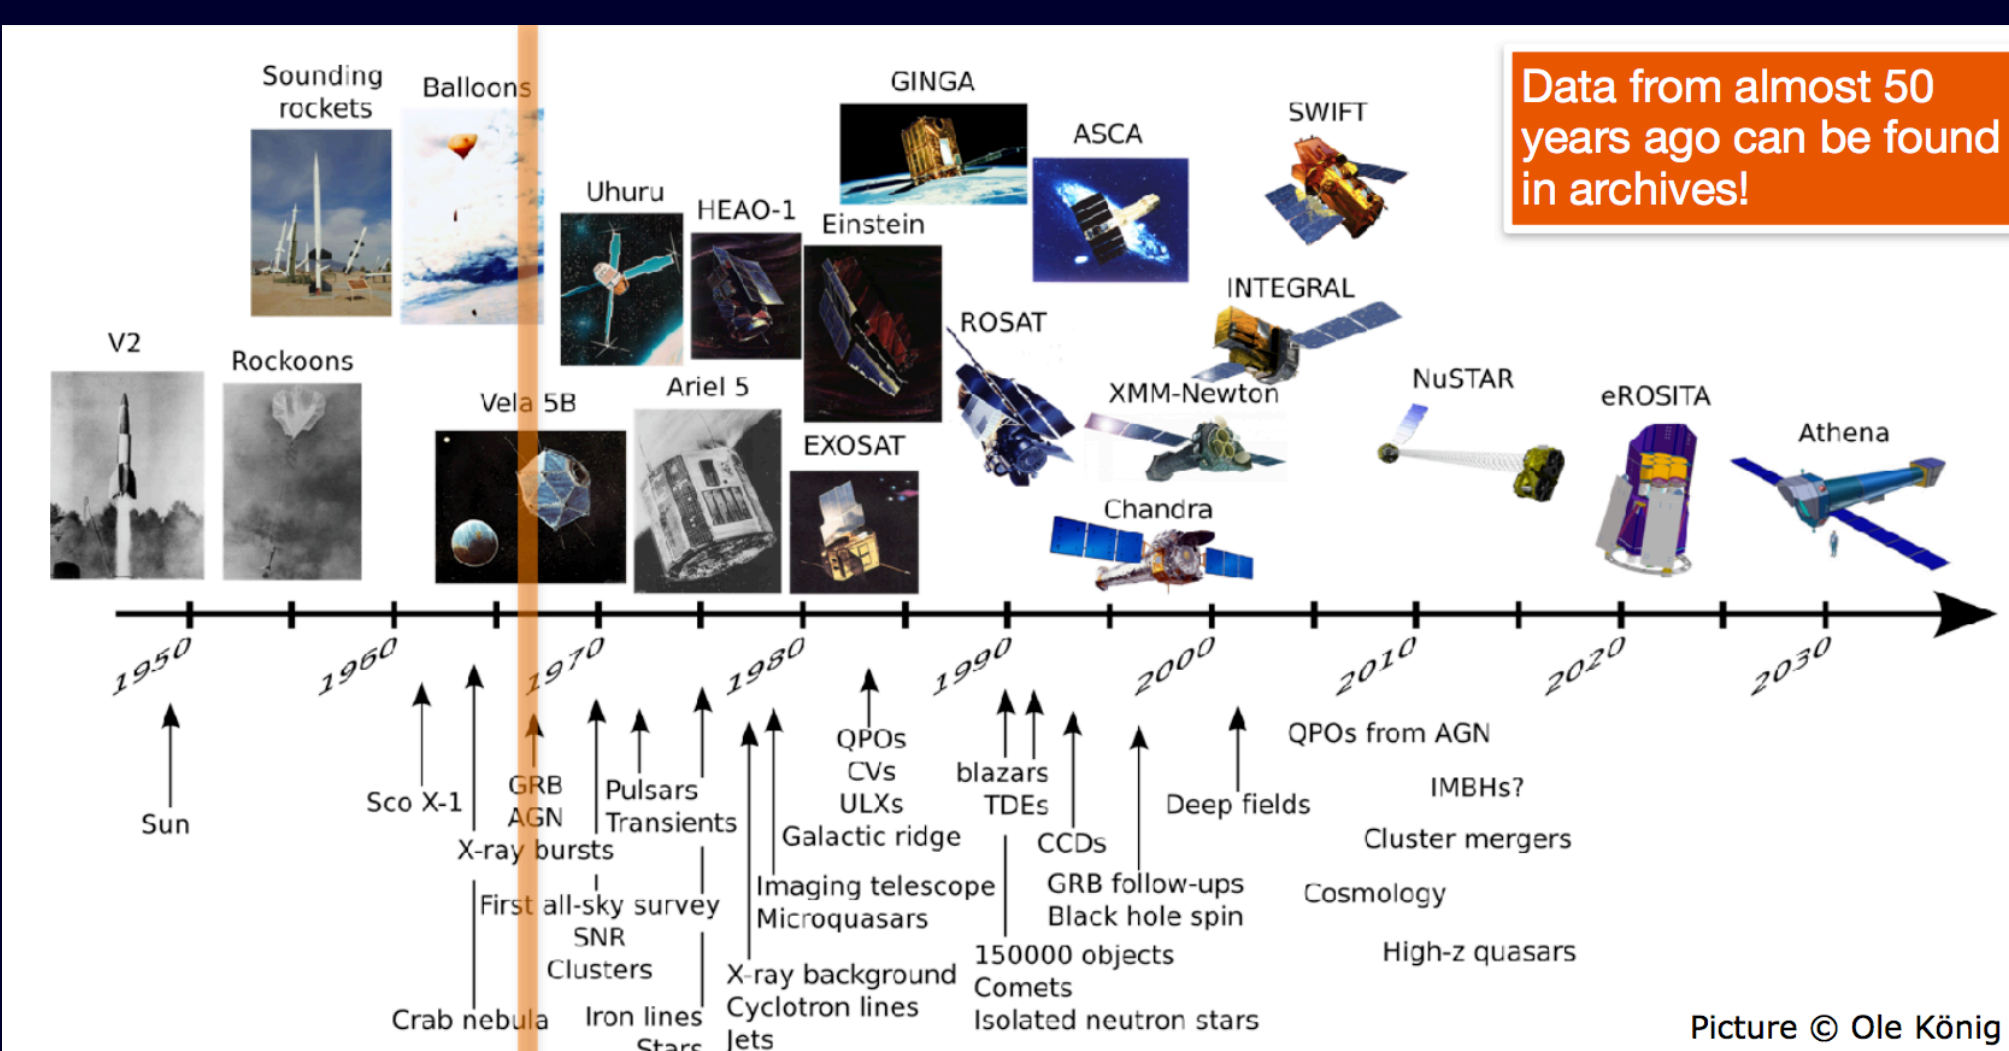 Data from almost 50
years ago can be found
in archives!
Sounding
rockets
Balloons
GINGA
ASCA
SWIFT
Uhuru
HEAO-1
Einstein
INTEGRAL
ROSAT
V2
Rockoons
Vela 5B
Ariel 5
EXOSAT
XMM-Newton
NuSTAR
eROSITA
Athena
Chandra
1950
1960
1970
1980
1990
2000
2010
2020
2030
Sun
Sco X-1
X-ray bursts
Crab nebula
GRB
AGN
First all-sky survey
SNR
Clusters
Pulsars
Transients
Iron lines
Stars
X-ray background
Cyclotron lines
Jets
Imaging telescope
Microquasars
QPOs
CVs
ULXs
Galactic ridge
blazars
TDEs
150000 objects
Comets
Isolated neutron stars
CCDs
GRB follow-ups
Black hole spin
Deep fields
QPOs from AGN
IMBHs?
Cluster mergers
Cosmology
High-z quasars
Picture © Ole König